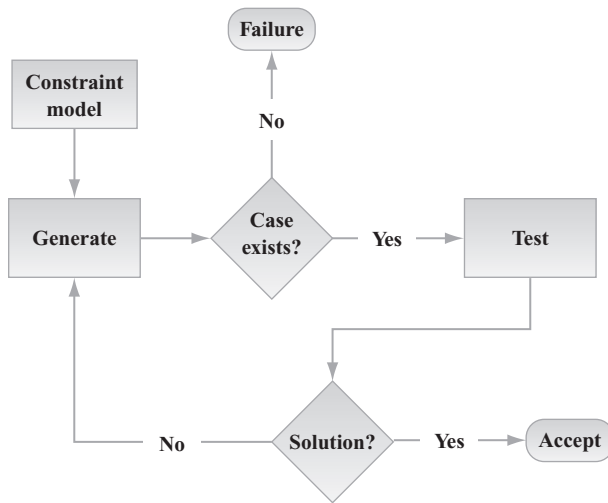 Failure
Constraint
model
No
Generate
Case
exists?
Yes
Test
No
Solution?
Yes
Accept